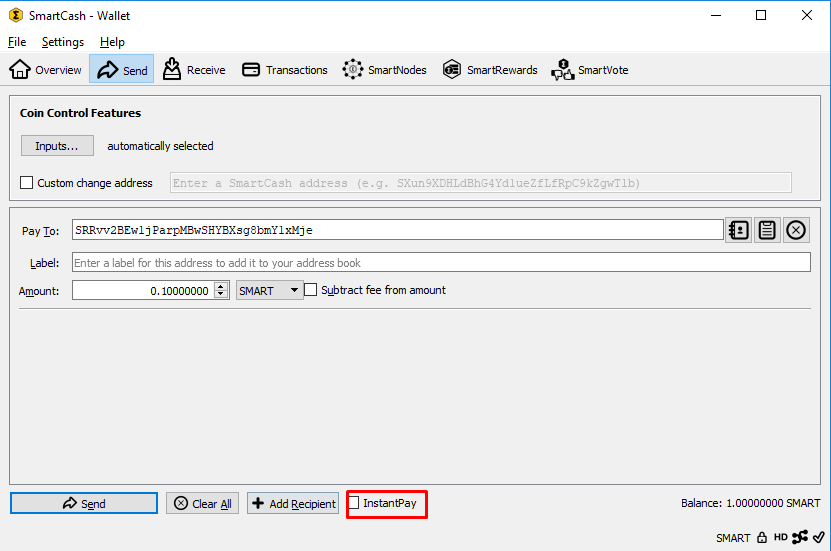 SmartCash - Wallet
File Settings Help
Overview Send Receive Transactions SmartNodes SmartRewards SmartVote
Coin Control Features
Inputs... automatically selected
Custom change address Enter a SmartCash address (e.g. SXun9XDHLdBhG4Yd1ueZfLfRpC9kZgwT1b)
Pay To: SRRvv2BEw1jParpMBwSHYBXsg8bmY1xMje
Label: Enter a label for this address to add it to your address book
Amount: 0.10000000 SMART Subtract fee from amount
Send Clear All Add Recipient InstantPay Balance: 1.00000000 SMART
SMART HD